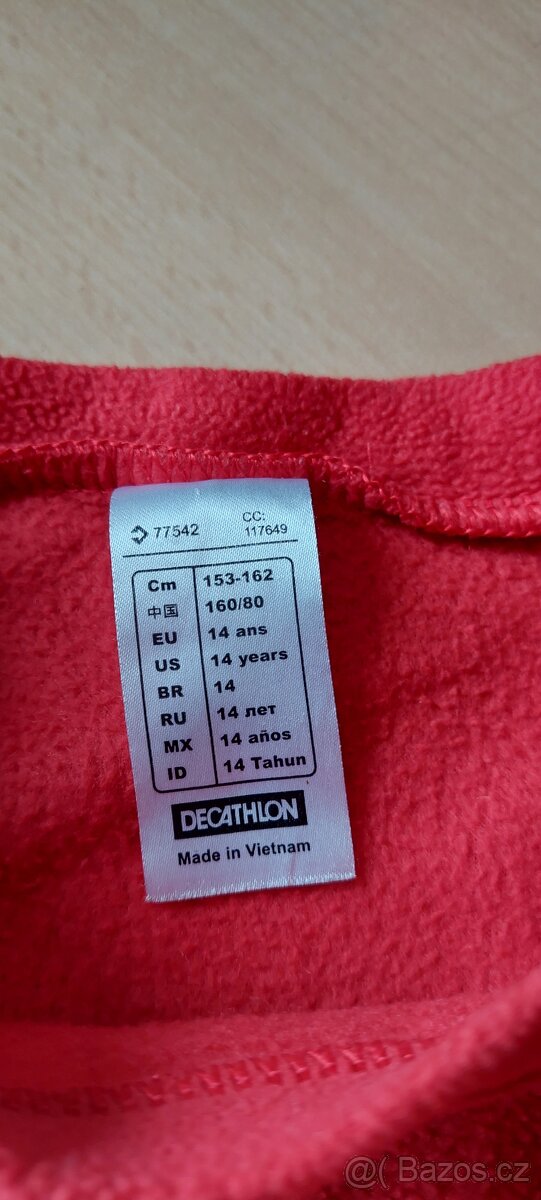 77542 CC: 117649
Cm 153-162
中国 160/80
EU 14 ans
US 14 years
BR 14
RU 14 лет
MX 14 años
ID 14 Tahun
DECATHLON
Made in Vietnam
@( Bazos.cz